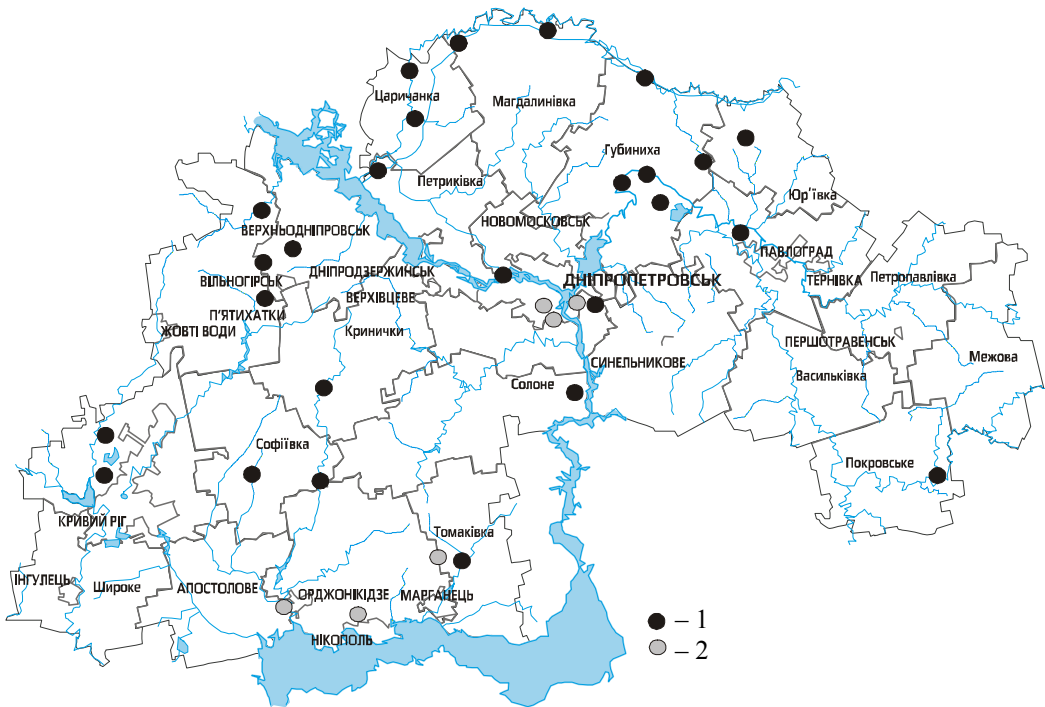 Царичанка
Магдалинівка
Губиниха
Петриківка
Юр'ївка
НОВОМОСКОВСЬК
ВЕРХНЬОДНІПРОВСЬК
ПАВЛОГРАД
ДНІПРОДЗЕРЖИНСЬК
ДНІПРОПЕТРОВСЬК
ТЕРНІВКА
Петропавлівка
ВІЛЬНОГІРСЬК
ВЕРХІВЦЕВЕ
П'ЯТИХАТКИ
ЖОВТІ ВОДИ
Кринички
ПЕРШОТРАВЕНСЬК
Межова
СИНЕЛЬНИКОВЕ
Васильківка
Солоне
Софіївка
Покровське
КРИВИЙ РІГ
Томаківка
ІНГУЛЕЦЬ
Широке
АПОСТОЛОВЕ
ОРДЖОНІКІДЗЕ
МАРГАНЕЦЬ
НІКОПОЛЬ
– 1
– 2